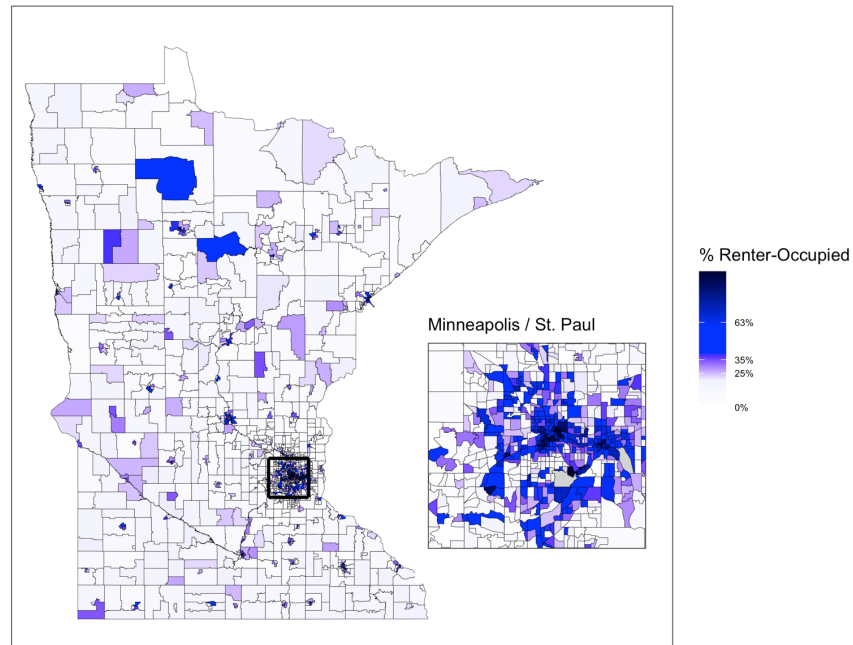 % Renter-Occupied
63%
35%
25%
0%
Minneapolis / St. Paul